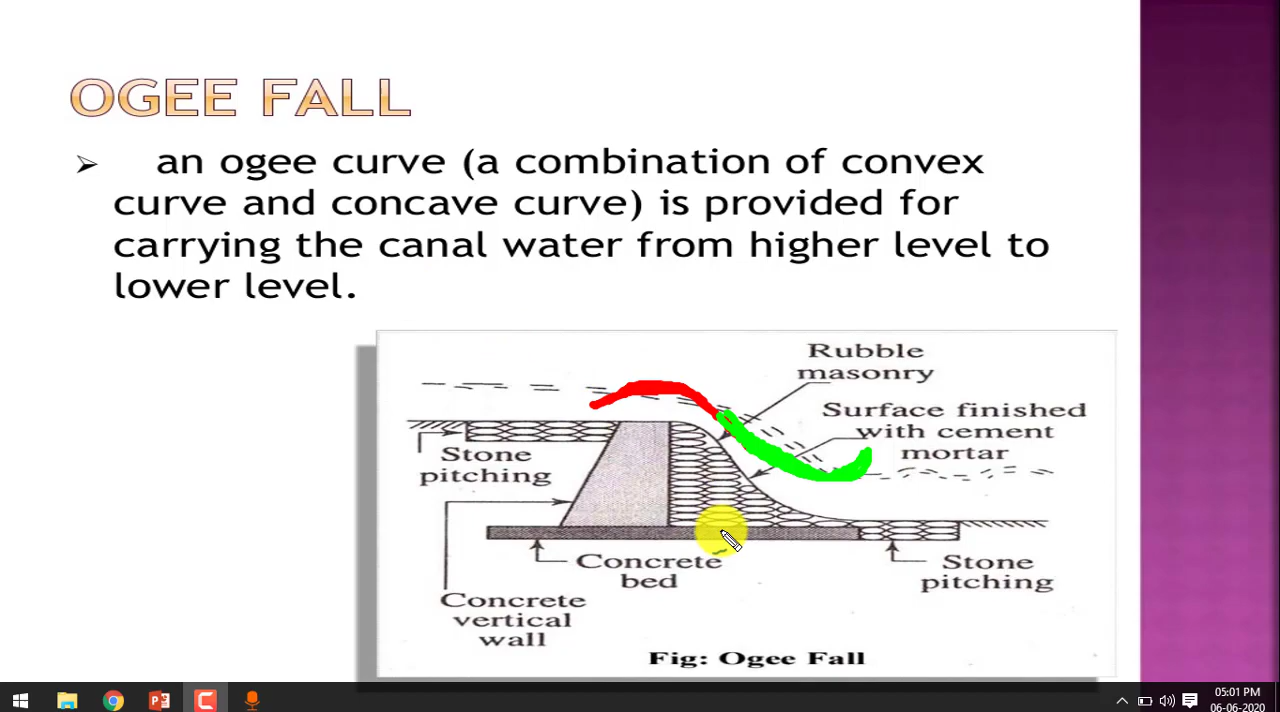 OGEE FALL
➢ an ogee curve (a combination of convex
curve and concave curve) is provided for
carrying the canal water from higher level to
lower level.
Rubble
masonry
Surface finished
with cement
mortar
Stone
pitching
Concrete
bed
Stone
pitching
Concrete
vertical
wall
Fig: Ogee Fall
05:01 PM
06-06-2020